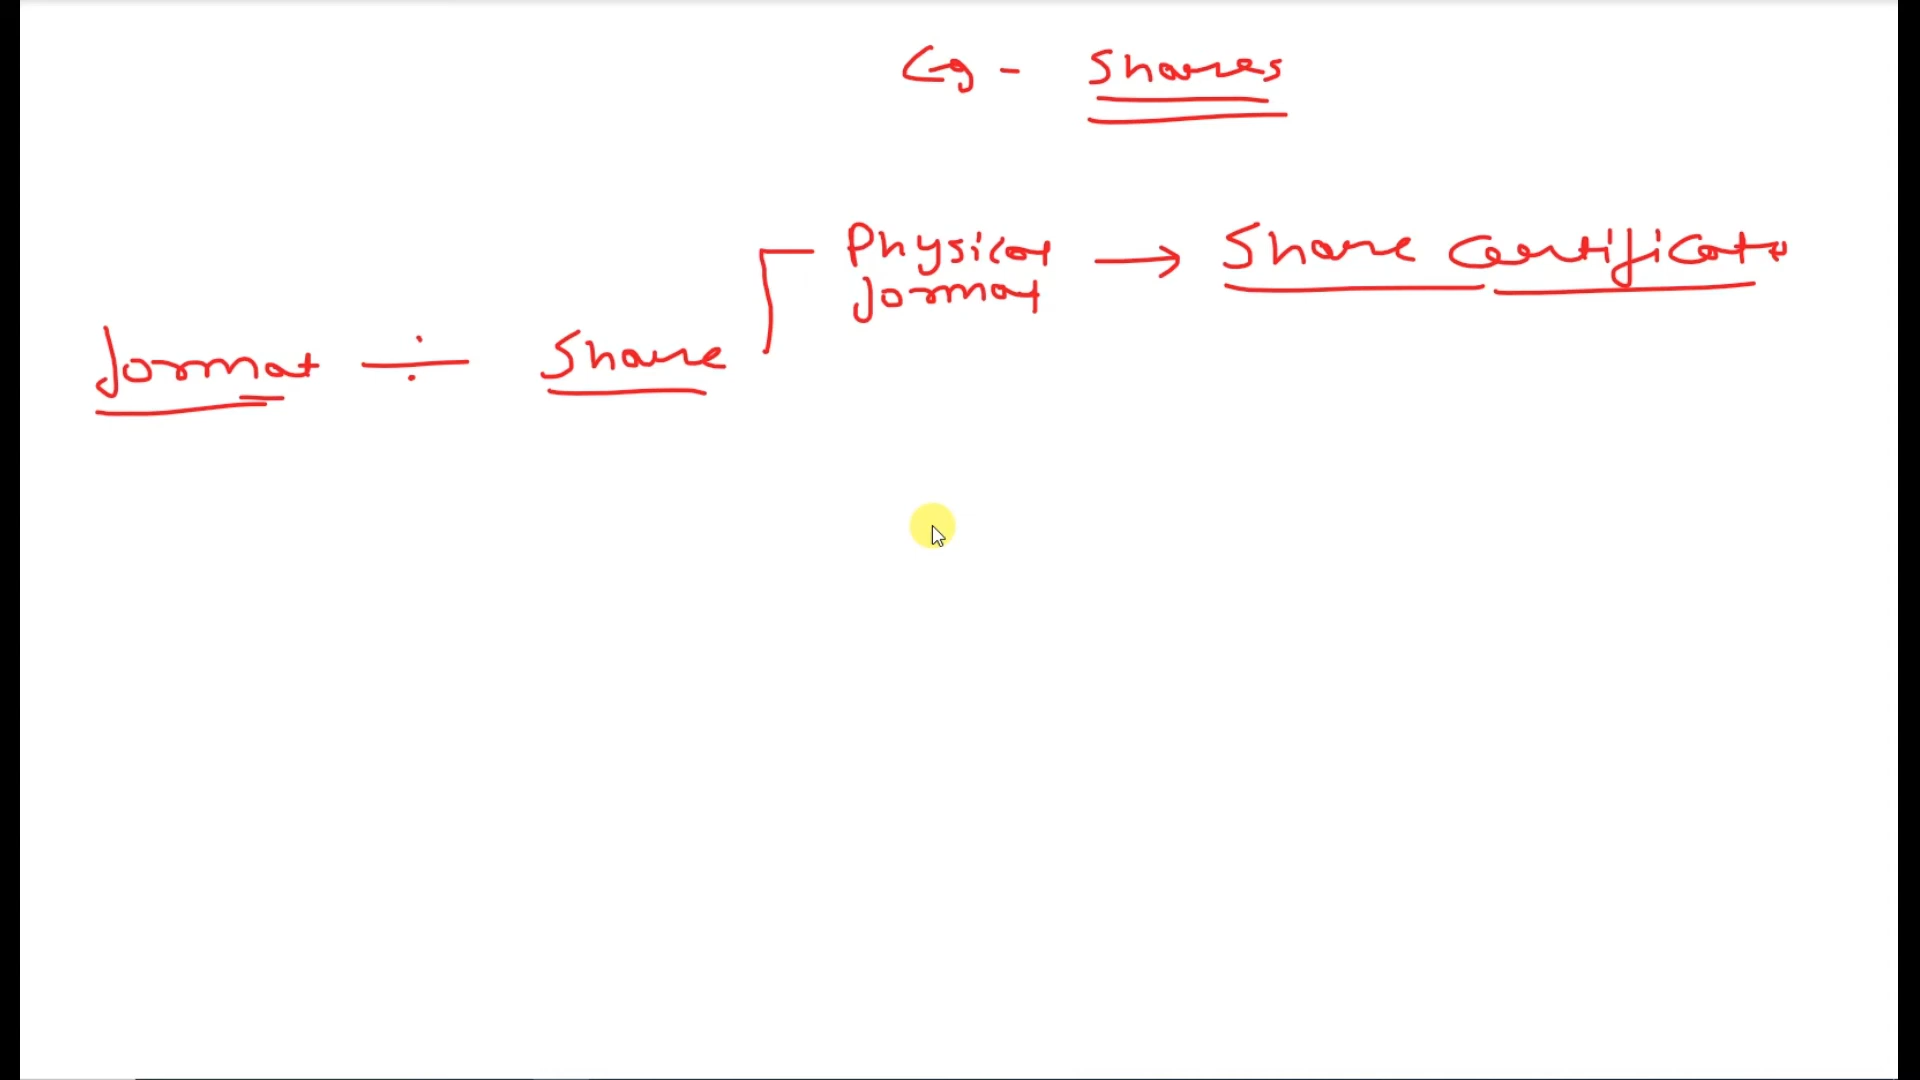 Eg - Shares
Physical → Share Certificate
format
Format ÷ Share